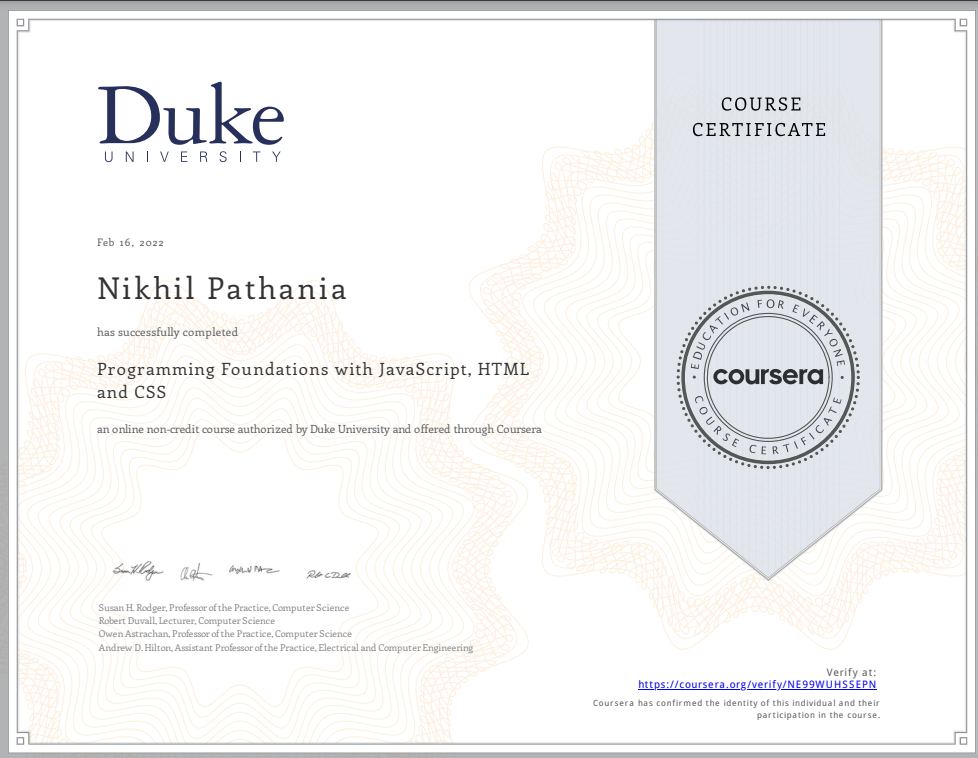 Duke
UNIVERSITY
COURSE
CERTIFICATE
Feb 16, 2022
Nikhil Pathania
has successfully completed
Programming Foundations with JavaScript, HTML
and CSS
an online non-credit course authorized by Duke University and offered through Coursera
EDUCATION FOR EVERYONE
coursera
COURSE CERTIFICATE
Susan H. Rodger, Professor of the Practice, Computer Science
Robert Duvall, Lecturer, Computer Science
Owen Astrachan, Professor of the Practice, Computer Science
Andrew D. Hilton, Assistant Professor of the Practice, Electrical and Computer Engineering
Verify at:
https://coursera.org/verify/NE99WUHSSEPN
Coursera has confirmed the identity of this individual and their
participation in the course.